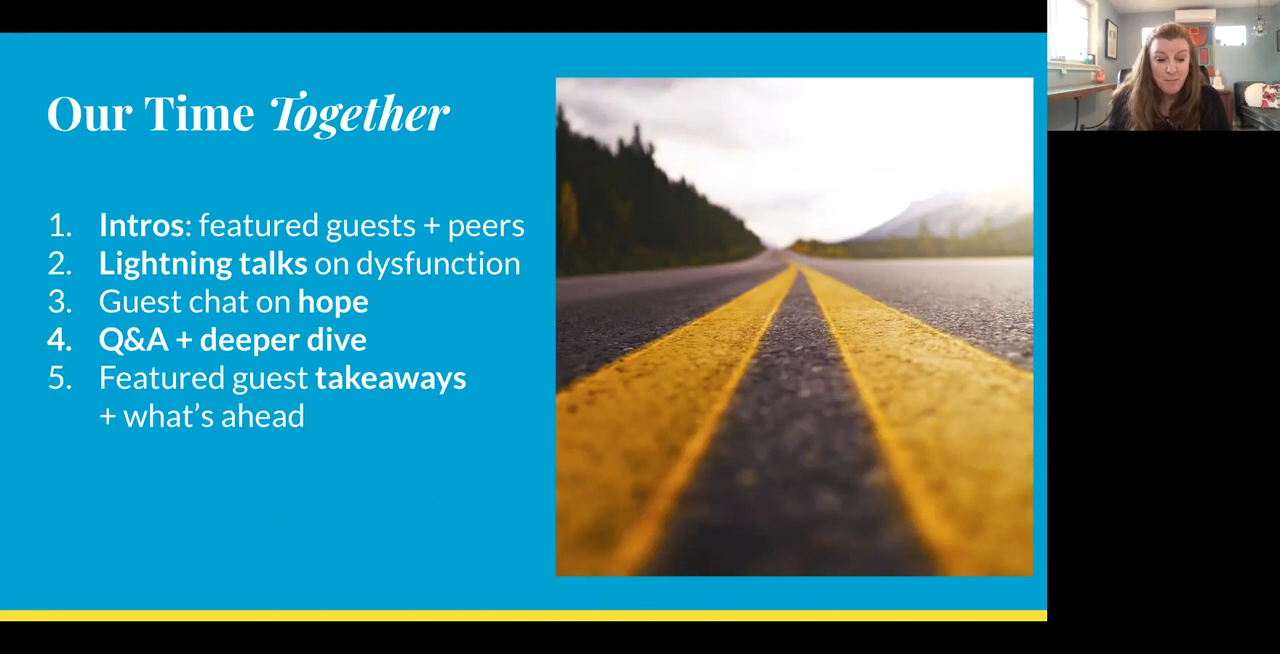 Our Time Together
1. Intros: featured guests + peers
2. Lightning talks on dysfunction
3. Guest chat on hope
4. Q&A + deeper dive
5. Featured guest takeaways
+ what’s ahead